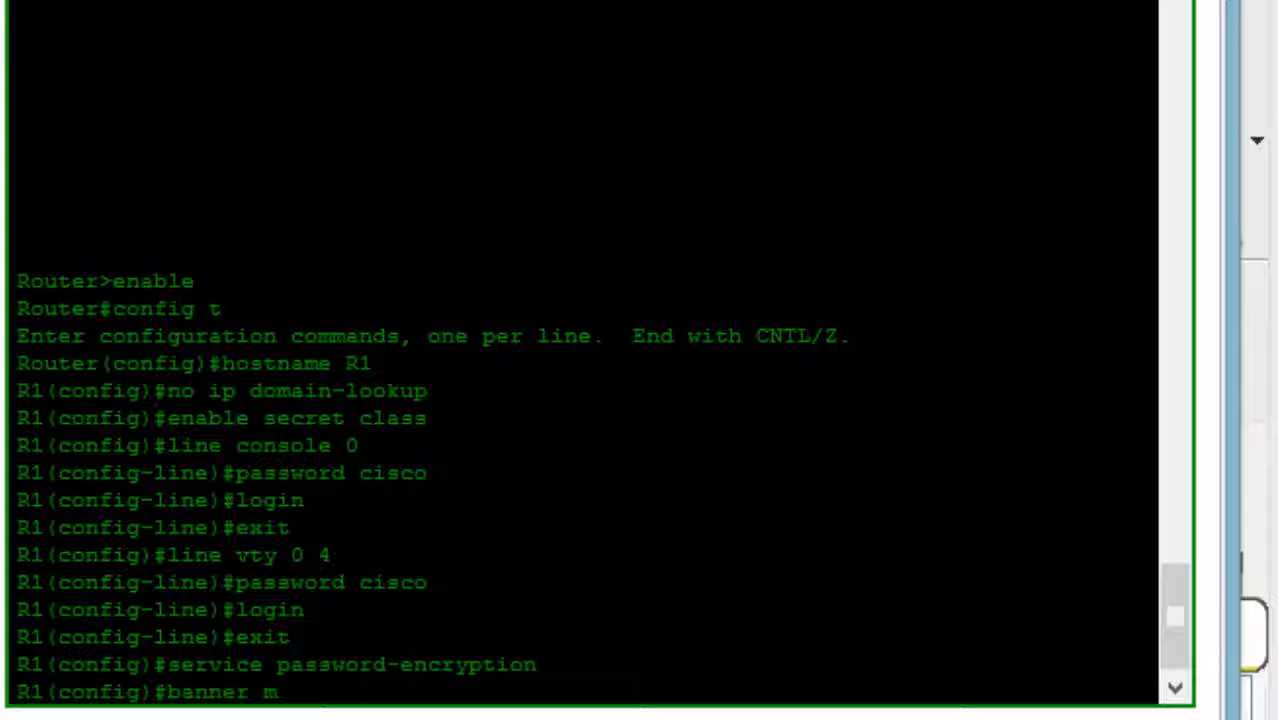 Router>enable
Router#config t
Enter configuration commands, one per line.  End with CNTL/Z.
Router(config)#hostname R1
R1(config)#no ip domain-lookup
R1(config)#enable secret class
R1(config)#line console 0
R1(config-line)#password cisco
R1(config-line)#login
R1(config-line)#exit
R1(config)#line vty 0 4
R1(config-line)#password cisco
R1(config-line)#login
R1(config-line)#exit
R1(config)#service password-encryption
R1(config)#banner m